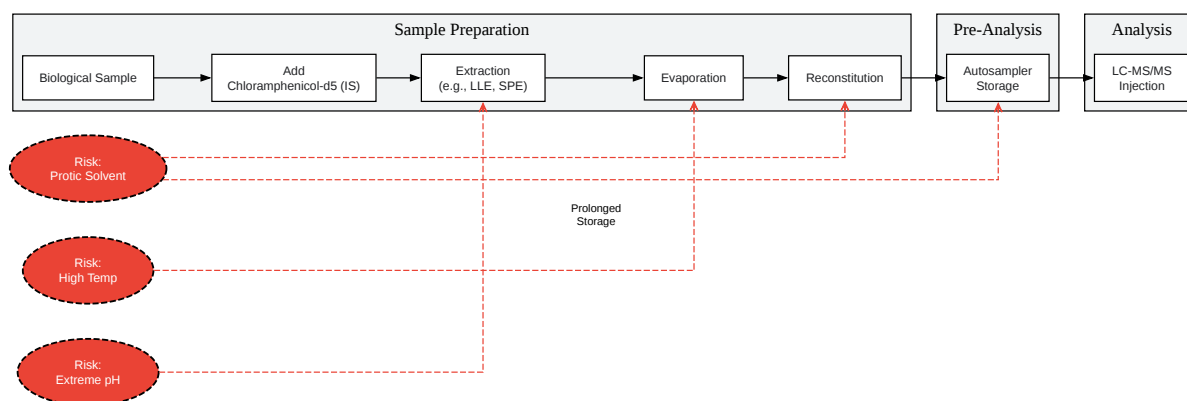 Sample Preparation
Pre-Analysis
Analysis
Biological Sample
Add
Chloramphenicol-d5 (IS)
Extraction
(e.g., LLE, SPE)
Evaporation
Reconstitution
Autosampler
Storage
LC-MS/MS
Injection
Risk:
Protic Solvent
Prolonged
Storage
Risk:
High Temp
Risk:
Extreme pH